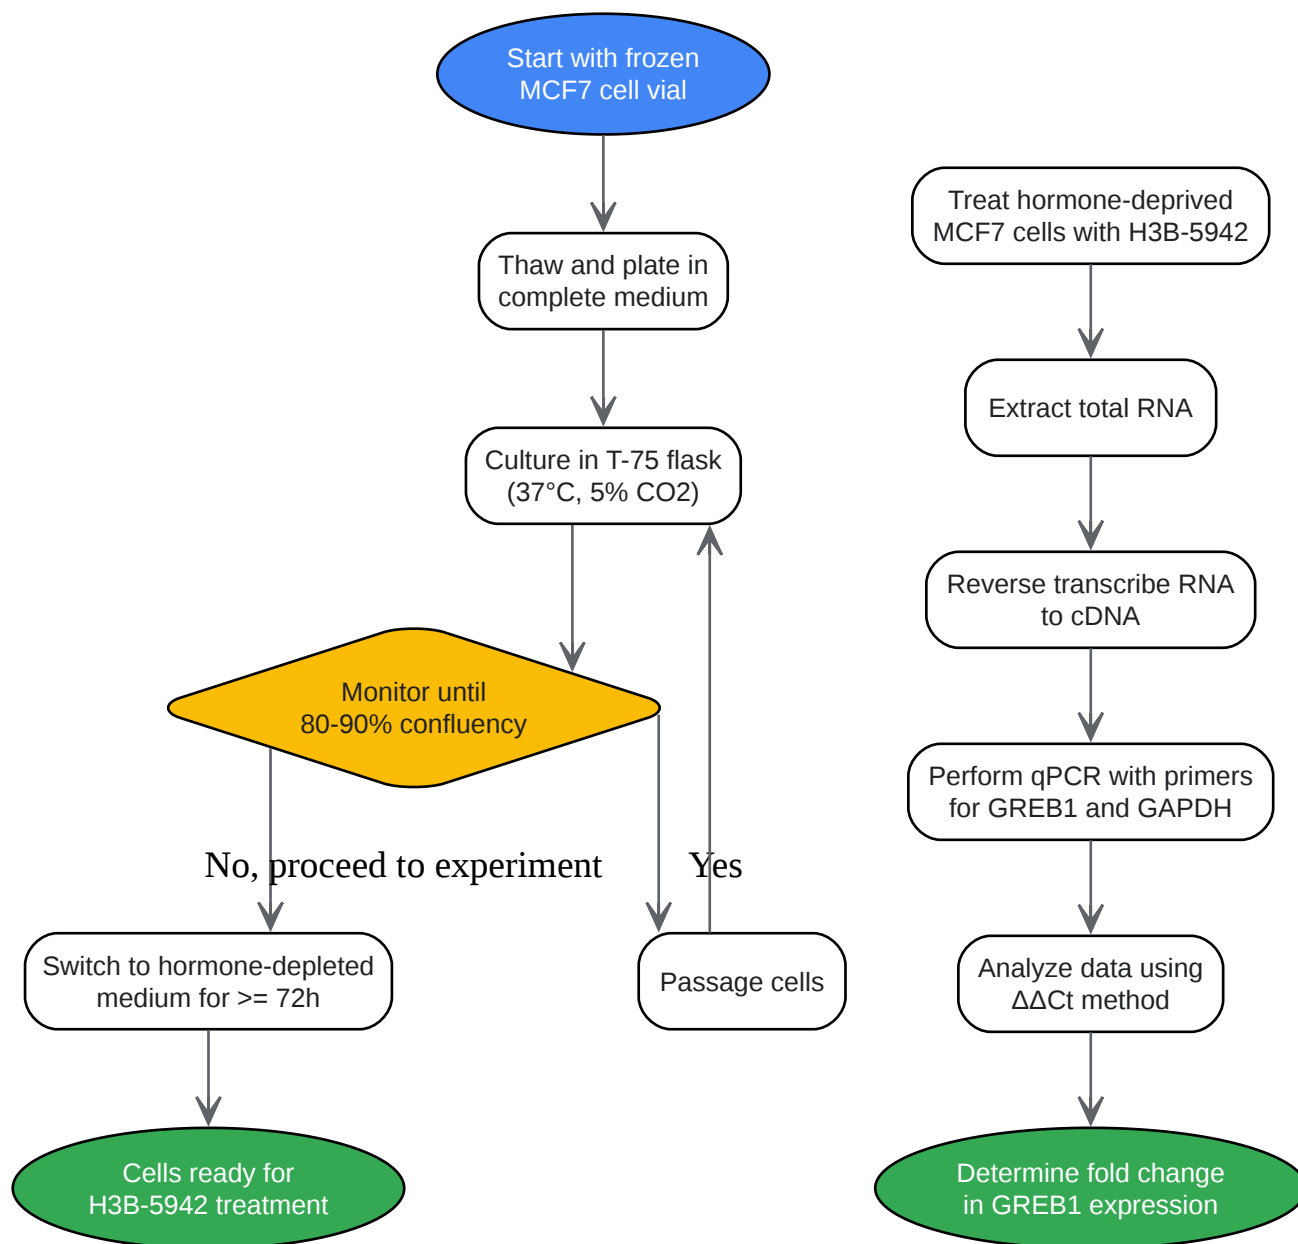 Start with frozen
MCF7 cell vial
Thaw and plate in
complete medium
Culture in T-75 flask
(37°C, 5% CO2)
Monitor until
80-90% confluency
No, proceed to experiment
Yes
Switch to hormone-depleted
medium for >= 72h
Passage cells
Cells ready for
H3B-5942 treatment
Treat hormone-deprived
MCF7 cells with H3B-5942
Extract total RNA
Reverse transcribe RNA
to cDNA
Perform qPCR with primers
for GREB1 and GAPDH
Analyze data using
ΔΔCt method
Determine fold change
in GREB1 expression